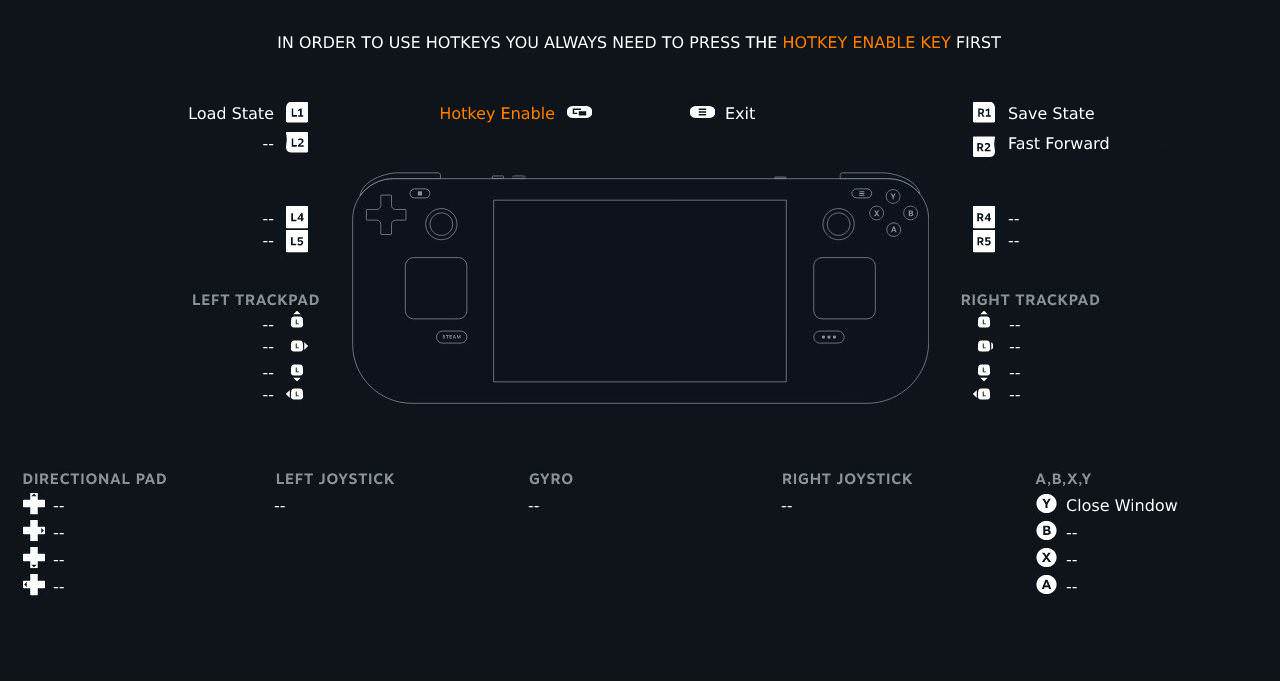 IN ORDER TO USE HOTKEYS YOU ALWAYS NEED TO PRESS THE HOTKEY ENABLE KEY FIRST
Load State L1
Hotkey Enable
Exit
R1 Save State
-- L2
R2 Fast Forward
-- L4
R4 --
-- L5
R5 --
Y
X
B
A
LEFT TRACKPAD
RIGHT TRACKPAD
-- L
L --
-- L
L --
-- L
L --
-- L
L --
STEAM
DIRECTIONAL PAD
--
--
--
--
LEFT JOYSTICK
--
GYRO
--
RIGHT JOYSTICK
--
A,B,X,Y
Y Close Window
B --
X --
A --